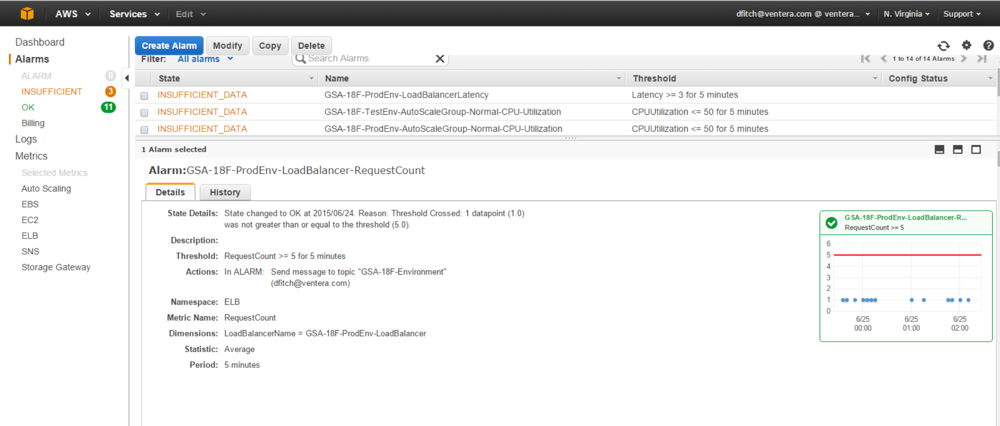 AWS Services Edit dfitch@ventera.com @ ventera... N. Virginia Support
Dashboard
Alarms
ALARM 0
INSUFFICIENT 3
OK 11
Billing
Logs
Metrics
Selected Metrics
Auto Scaling
EBS
EC2
ELB
SNS
Storage Gateway
Create Alarm Modify Copy Delete
Filter: All alarms Search Alarms 1 to 14 of 14 Alarms
State Name Threshold Config Status
INSUFFICIENT_DATA GSA-18F-ProdEnv-LoadBalancerLatency Latency >= 3 for 5 minutes
INSUFFICIENT_DATA GSA-18F-TestEnv-AutoScaleGroup-Normal-CPU-Utilization CPUUtilization <= 50 for 5 minutes
INSUFFICIENT_DATA GSA-18F-ProdEnv-AutoScaleGroup-Normal-CPU-Utilization CPUUtilization <= 50 for 5 minutes
1 Alarm selected
Alarm:GSA-18F-ProdEnv-LoadBalancer-RequestCount
Details History
State Details: State changed to OK at 2015/06/24. Reason: Threshold Crossed: 1 datapoint (1.0)
was not greater than or equal to the threshold (5.0).
Description:
Threshold: RequestCount >= 5 for 5 minutes
Actions: In ALARM: Send message to topic "GSA-18F-Environment"
(dfitch@ventera.com)
Namespace: ELB
Metric Name: RequestCount
Dimensions: LoadBalancerName = GSA-18F-ProdEnv-LoadBalancer
Statistic: Average
Period: 5 minutes
GSA-18F-ProdEnv-LoadBalancer-R...
RequestCount >= 5
6
5
4
3
2
1
0
6/25 6/25 6/25
00:00 01:00 02:00